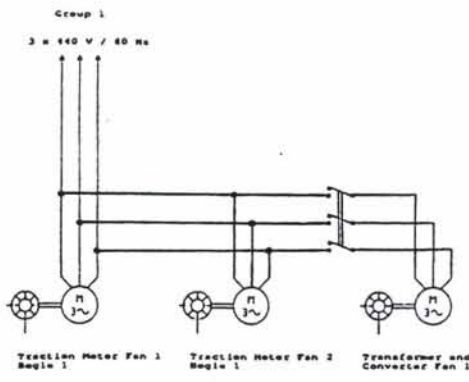 Group 1
3 x 440 V / 60 Hz
M
3~
M
3~
M
3~
Traction Motor Fan 1
Bogie 1
Traction Motor Fan 2
Bogie 1
Transformer and
Converter Fan 1